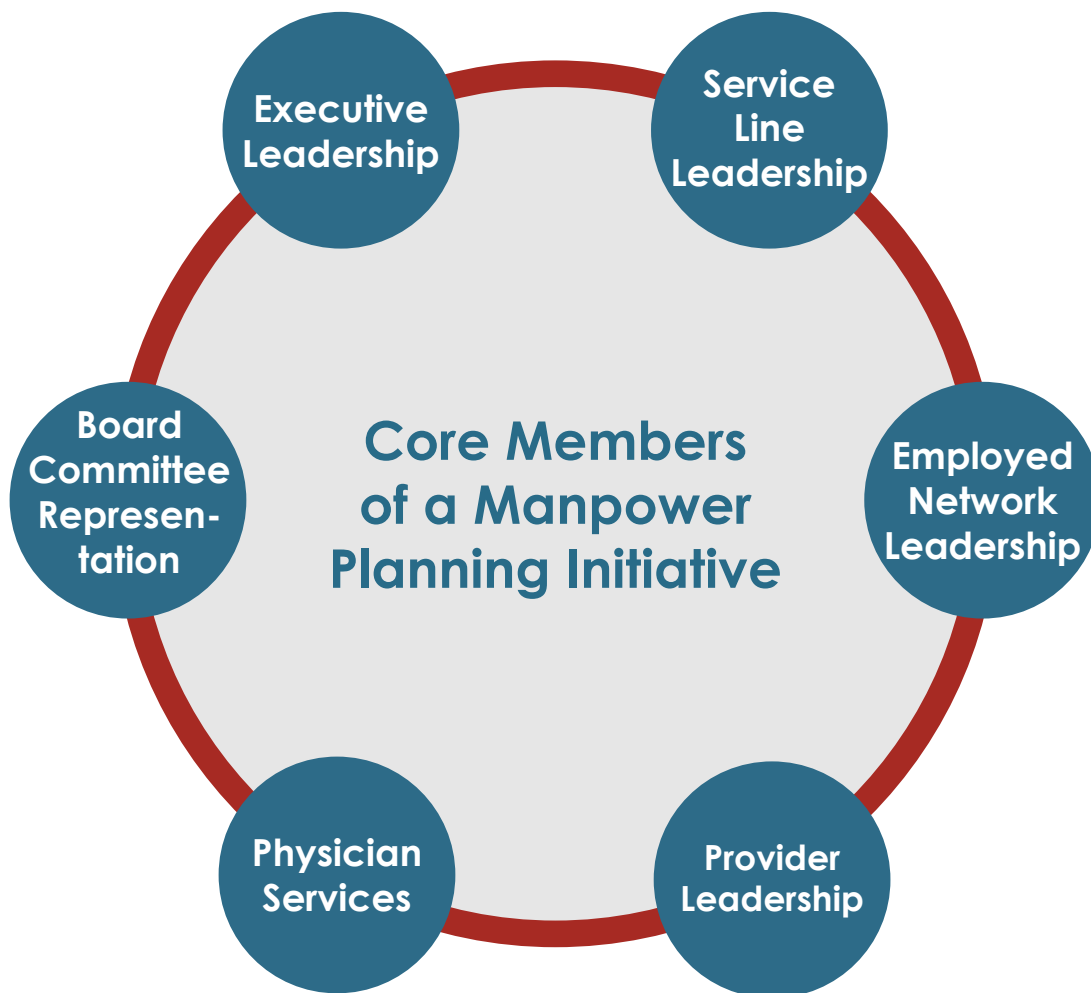 Executive
Leadership
Service
Line
Leadership
Board
Committee
Represen-
tation
Core Members
of a Manpower
Planning Initiative
Employed
Network
Leadership
Physician
Services
Provider
Leadership